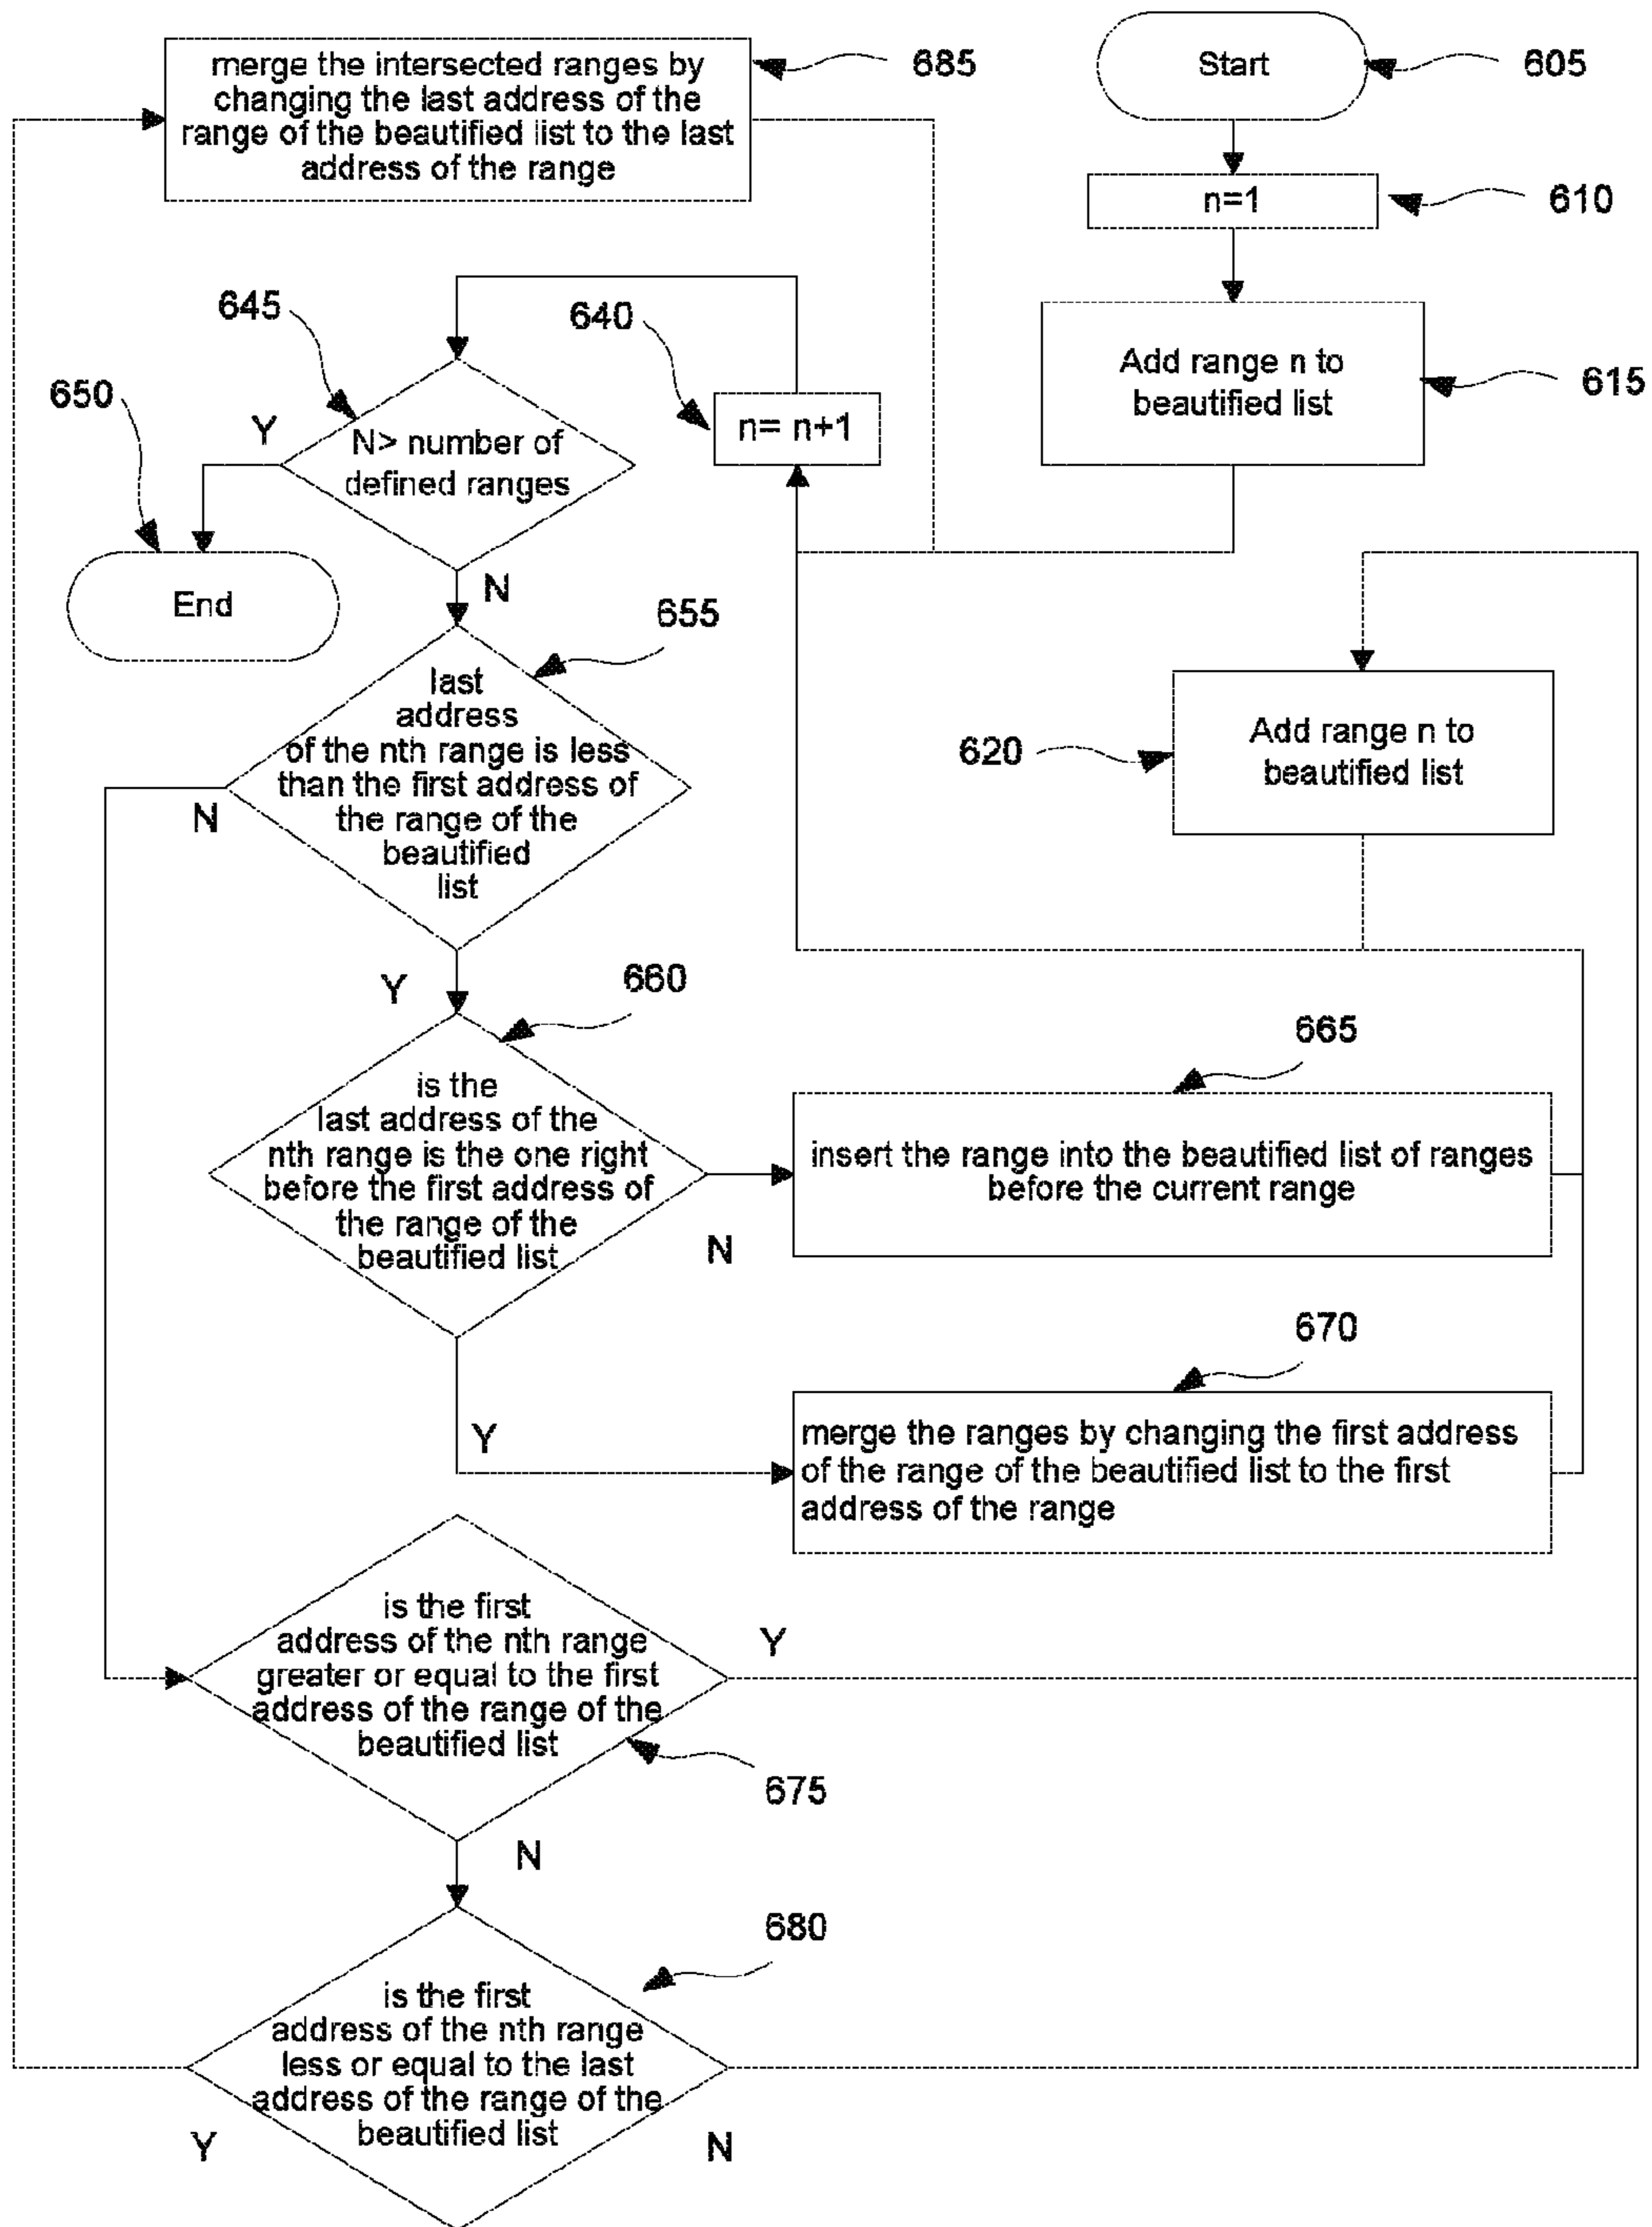 merge the intersected ranges by
changing the last address of the
range of the beautified list to the last
address of the range
685
Start
605
n=1
610
Add range n to
beautified list
615
645
640
650
Y
N> number of
defined ranges
n= n+1
End
N
655
last
address
of the nth range is less
than the first address of
the range of the
beautified
list
N
620
Add range n to
beautified list
Y
660
is the
last address of the
nth range is the one right
before the first address of
the range of the
beautified list
N
665
insert the range into the beautified list of ranges
before the current range
670
Y
merge the ranges by changing the first address
of the range of the beautified list to the first
address of the range
is the first
address of the nth range
greater or equal to the first
address of the range of the
beautified list
Y
675
N
680
is the first
address of the nth range
less or equal to the last
address of the range of the
beautified list
Y
N